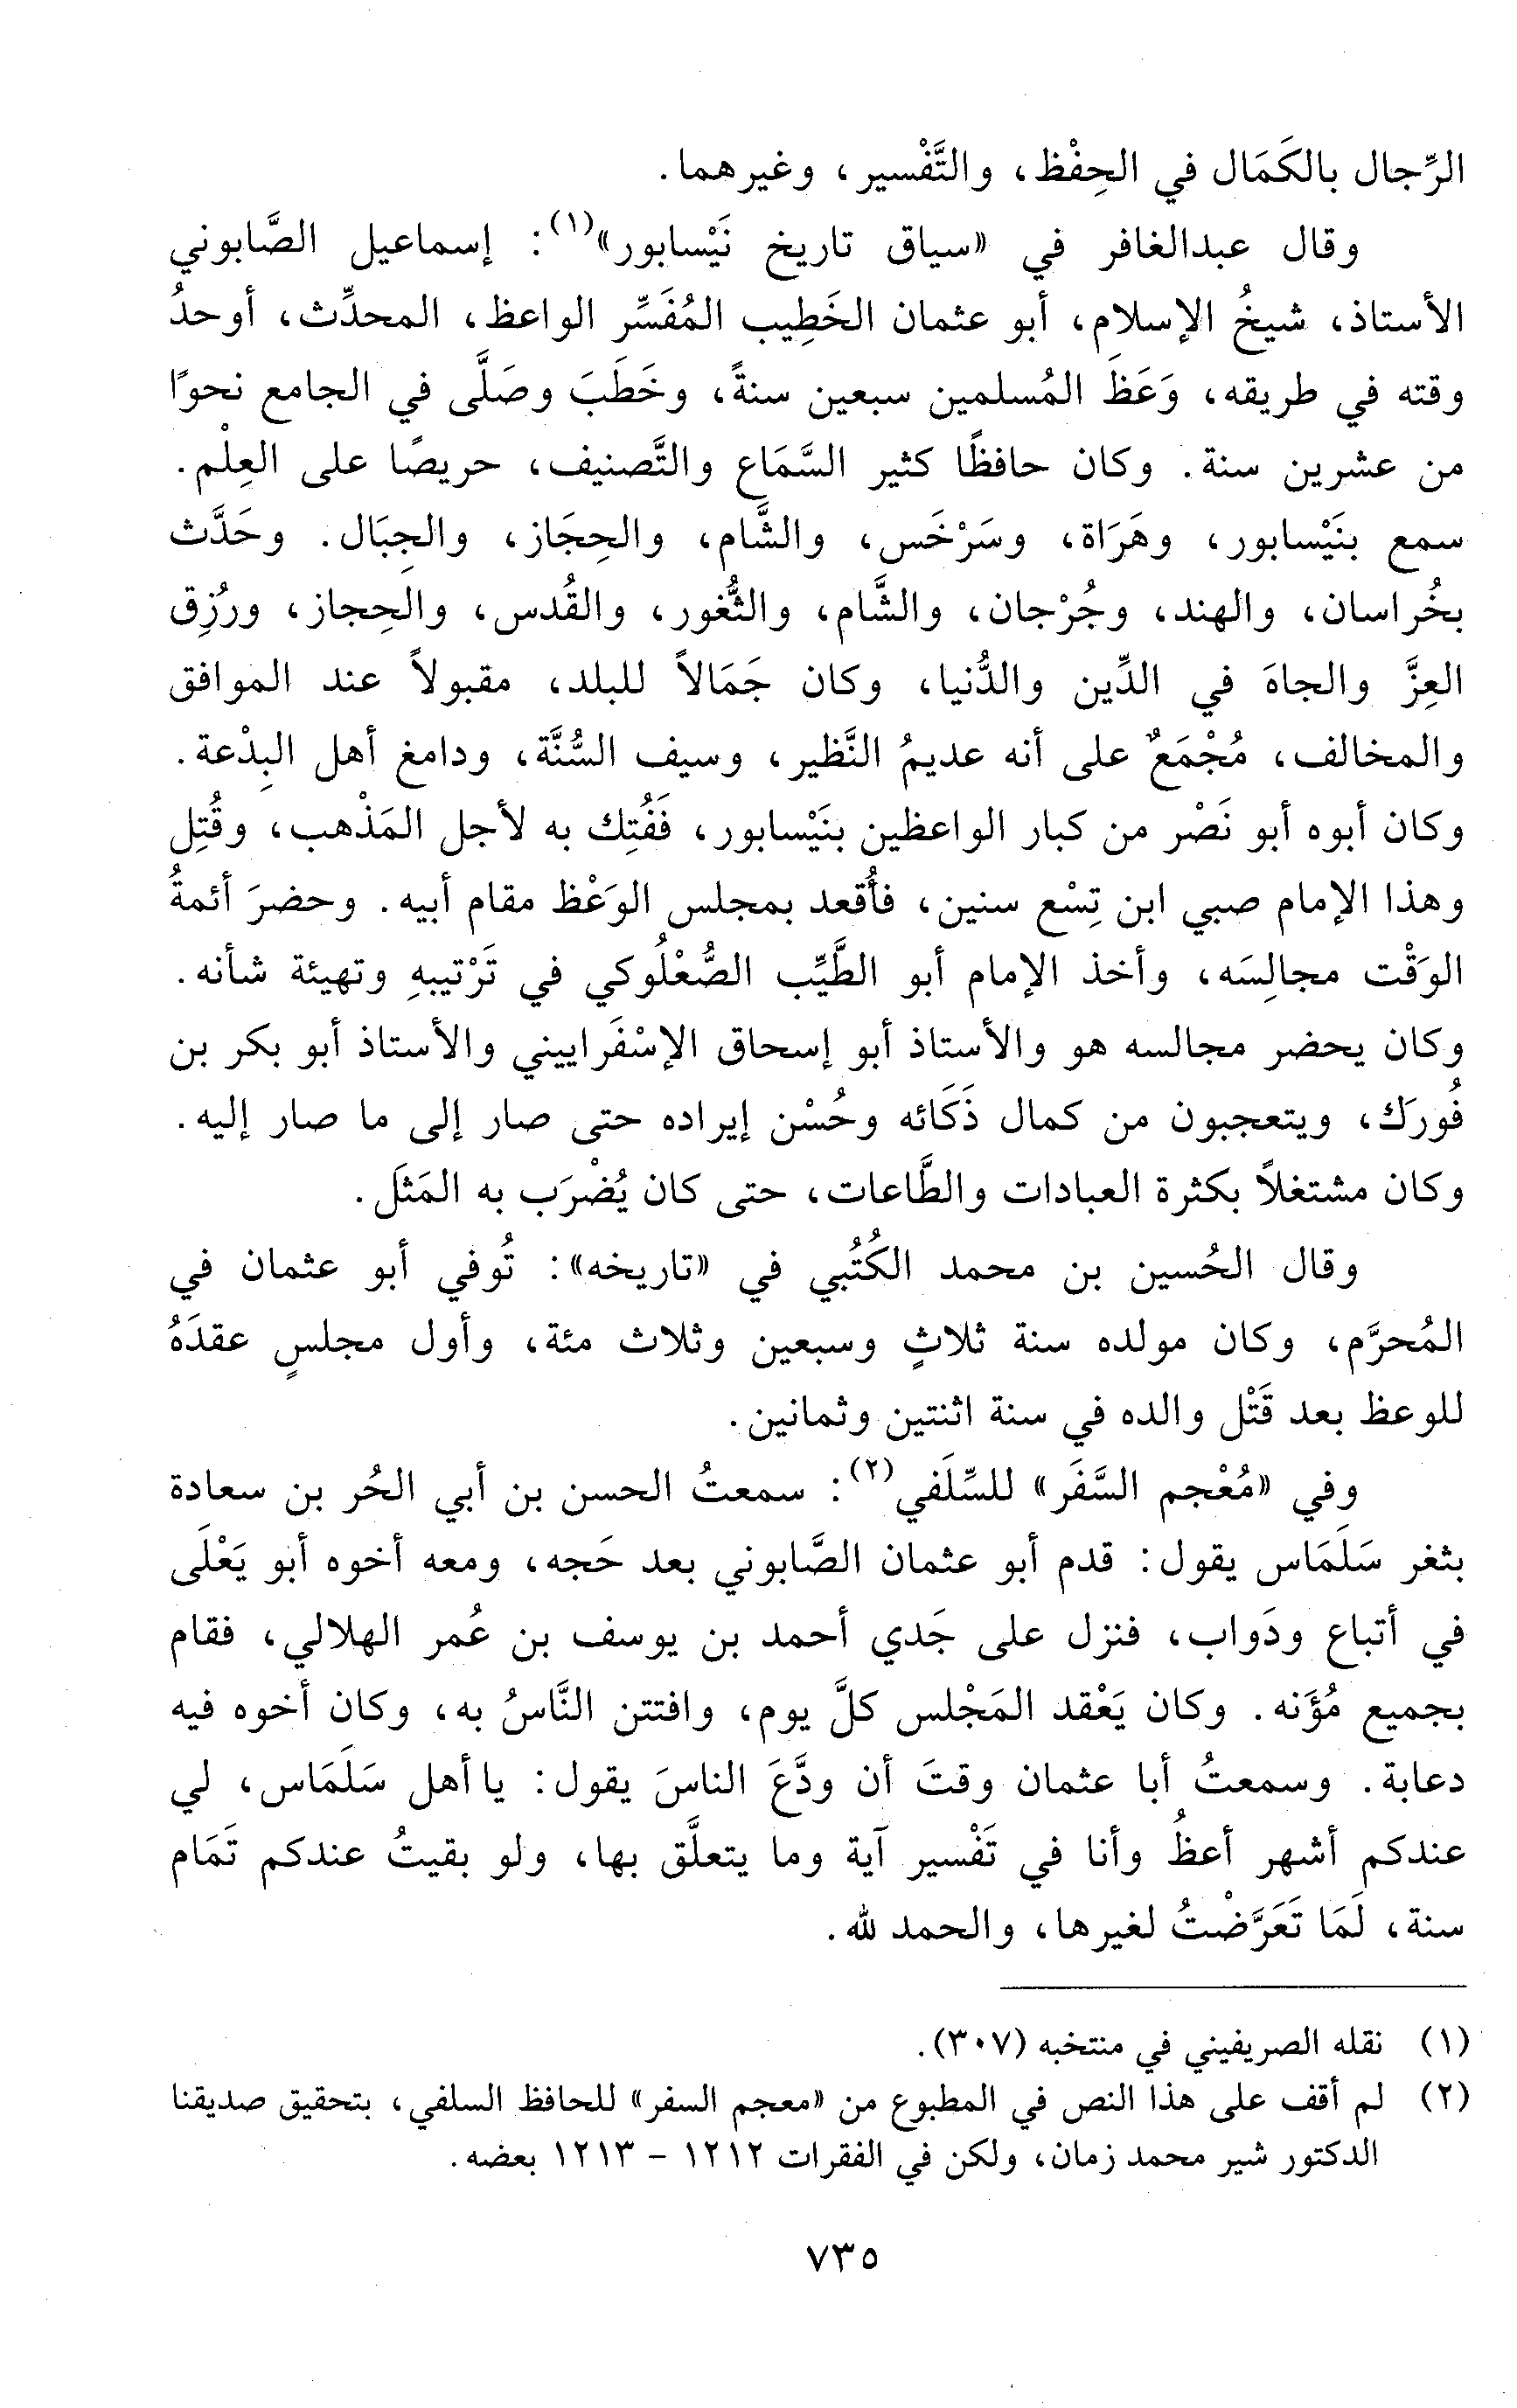 الرِّجال بالكَمَال في الحِفْظ، والتَّفْسير، وغيرهما.
وقال عبدالغافر في «سياق تاريخ نَيْسابور»(١): إسماعيل الصَّابوني
الأستاذ، شيخُ الإسلام، أبو عثمان الخَطِيب المُفَسِّر الواعظ، المحدِّث، أوحدُ
وقته في طريقه، وَعَظَ المُسلمين سبعين سنةً، وخَطَبَ وصَلَّى في الجامع نحوًا
من عشرين سنة. وكان حافظًا كثير السَّمَاع والتَّصنيف، حريصًا على العِلْم.
سمع بنَيْسابور، وهَرَاة، وسَرْخَس، والشَّام، والحِجَاز، والجِبَال. وحَدَّث
بخُراسان، والهند، وجُرْجان، والشَّام، والثُّغور، والقُدس، والحِجاز، ورُزِق
العِزَّ والجاهَ في الدِّين والدُّنيا، وكان جَمَالاً للبلد، مقبولاً عند الموافق
والمخالف، مُجْمَعٌ على أنه عديمُ النَّظير، وسيف السُّنَّة، ودامغ أهل البِدْعة.
وكان أبوه أبو نَصْر من كبار الواعظين بنَيْسابور، فَفُتِك به لأجل المَذْهب، وقُتِل
وهذا الإمام صبي ابن تِسْع سنين، فأُقعد بمجلس الوَعْظ مقام أبيه. وحضرَ أئمةُ
الوَقْت مجالِسَه، وأخذ الإمام أبو الطَّيِّب الصُّعْلُوكي في تَرْتيبهِ وتهيئة شأنه.
وكان يحضر مجالسه هو والأستاذ أبو إسحاق الإسْفَراييني والأستاذ أبو بكر بن
فُورَك، ويتعجبون من كمال ذَكَائه وحُسْن إيراده حتى صار إلى ما صار إليه.
وكان مشتغلاً بكثرة العبادات والطَّاعات، حتى كان يُضْرَب به المَثَل.
وقال الحُسين بن محمد الكُتُبي في «تاريخه»: تُوفي أبو عثمان في
المُحرَّم، وكان مولده سنة ثلاثٍ وسبعين وثلاث مئة، وأول مجلسٍ عقدَهُ
للوعظ بعد قَتْل والده في سنة اثنتين وثمانين.
وفي «مُعْجم السَّفَر» للسِّلَفي(٢): سمعتُ الحسن بن أبي الحُر بن سعادة
بثغر سَلَمَاس يقول: قدم أبو عثمان الصَّابوني بعد حَجه، ومعه أخوه أبو يَعْلَى
في أتباع ودَواب، فنزل على جَدي أحمد بن يوسف بن عُمر الهلالي، فقام
بجميع مُؤَنه. وكان يَعْقد المَجْلس كلَّ يوم، وافتتن النَّاسُ به، وكان أخوه فيه
دعابة. وسمعتُ أبا عثمان وقتَ أن ودَّعَ الناسَ يقول: يا أهل سَلَمَاس، لي
عندكم أشهر أعظُ وأنا في تَفْسير آية وما يتعلَّق بها، ولو بقيتُ عندكم تَمَام
سنة، لَمَا تَعَرَّضْتُ لغيرها، والحمد لله.
(١) نقله الصريفيني في منتخبه (٣٠٧).
(٢) لم أقف على هذا النص في المطبوع من «معجم السفر» للحافظ السلفي، بتحقيق صديقنا
الدكتور شير محمد زمان، ولكن في الفقرات ١٢١٢ - ١٢١٣ بعضه.
٧٣٥